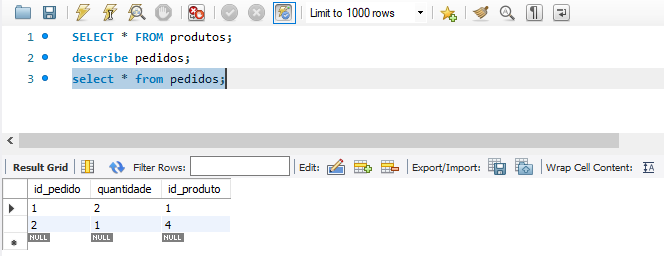 Limit to 1000 rows
1 SELECT * FROM produtos;
2 describe pedidos;
3 select * from pedidos;
Result Grid Filter Rows: Edit: Export/Import: Wrap Cell Content: IA
id_pedido quantidade id_produto
1 2 1
2 1 4
NULL NULL NULL